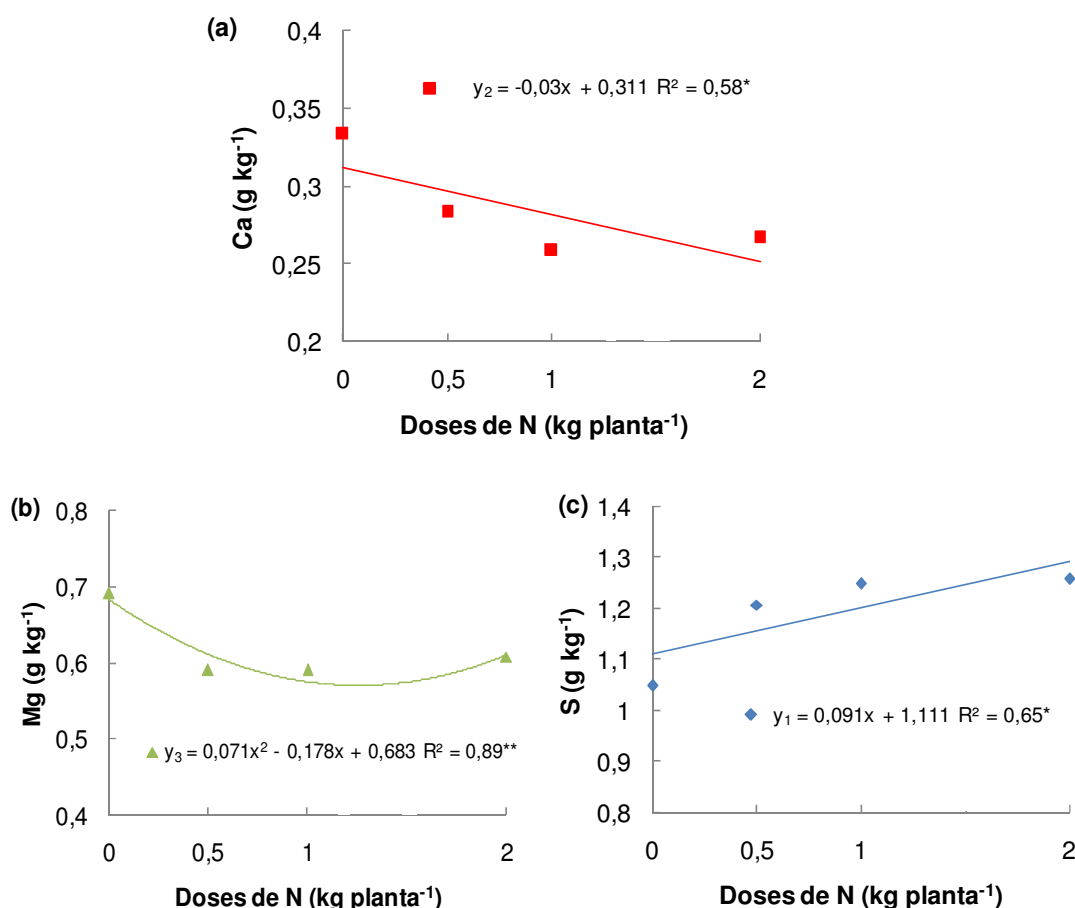 (a)
0,4
0,35
0,3
0,25
0,2
Ca (g kg⁻¹)
y₂ = -0,03x + 0,311 R² = 0,58*
0 0,5 1 2
Doses de N (kg planta⁻¹)
(b)
0,8
0,7
0,6
0,5
0,4
Mg (g kg⁻¹)
y₃ = 0,071x² - 0,178x + 0,683 R² = 0,89**
0 0,5 1 2
Doses de N (kg planta⁻¹)
(c)
1,4
1,3
1,2
1,1
1
0,9
0,8
S (g kg⁻¹)
y₁ = 0,091x + 1,111 R² = 0,65*
0 0,5 1 2
Doses de N (kg planta⁻¹)